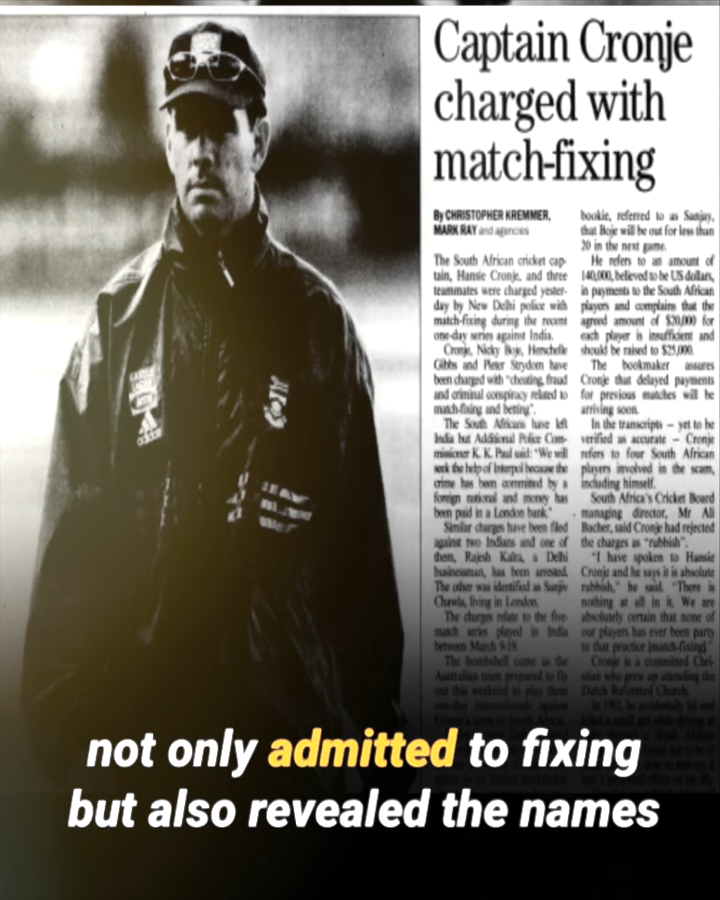 Captain Cronje
charged with
match-fixing
By CHRISTOPHER KREMMER,
MARK RAY and agencies
The South African cricket cap-
tain, Hansie Cronje, and three
teammates were charged yester-
day by New Delhi police with
match-fixing during the recent
one-day series against India.
Cronje, Nicky Boje, Herschelle
Gibbs and Pieter Strydom have
been charged with "cheating, fraud
and criminal conspiracy related to
match-fixing and betting".
The South Africans have left
India but Additional Police Com-
missioner K. K. Paul said: "We will
seek the help of Interpol because the
crime has been committed by a
foreign national and money has
been paid in a London bank."
Similar charges have been filed
against two Indians and one of
them, Rajesh Kalra, a Delhi
businessman, has been arrested.
The other was identified as Sanjiv
Chawla, living in London.
The charges relate to the five-
match series played in India
between March 9-19.
The bombshell came as the
Australian team prepared to fly
out this weekend to play three
one-day internationals against
Cronje's team in South Africa.
bookie, referred to as Sanjay,
that Boje will be out for less than
20 in the next game.
He refers to an amount of
140,000, believed to be US dollars,
in payments to the South African
players and complains that the
agreed amount of $20,000 for
each player is insufficient and
should be raised to $25,000.
The bookmaker assures
Cronje that delayed payments
for previous matches will be
arriving soon.
In the transcripts – yet to be
verified as accurate – Cronje
refers to four South African
players involved in the scam,
including himself.
South Africa's Cricket Board
managing director, Mr Ali
Bacher, said Cronje had rejected
the charges as "rubbish".
"I have spoken to Hansie
Cronje and he says it is absolute
rubbish," he said. "There is
nothing at all in it. We are
absolutely certain that none of
our players has ever been party
to that practice [match-fixing]."
Cronje is a committed Chri-
stian who grew up attending the
Dutch Reformed Church.
adidas
not only admitted to fixing
but also revealed the names